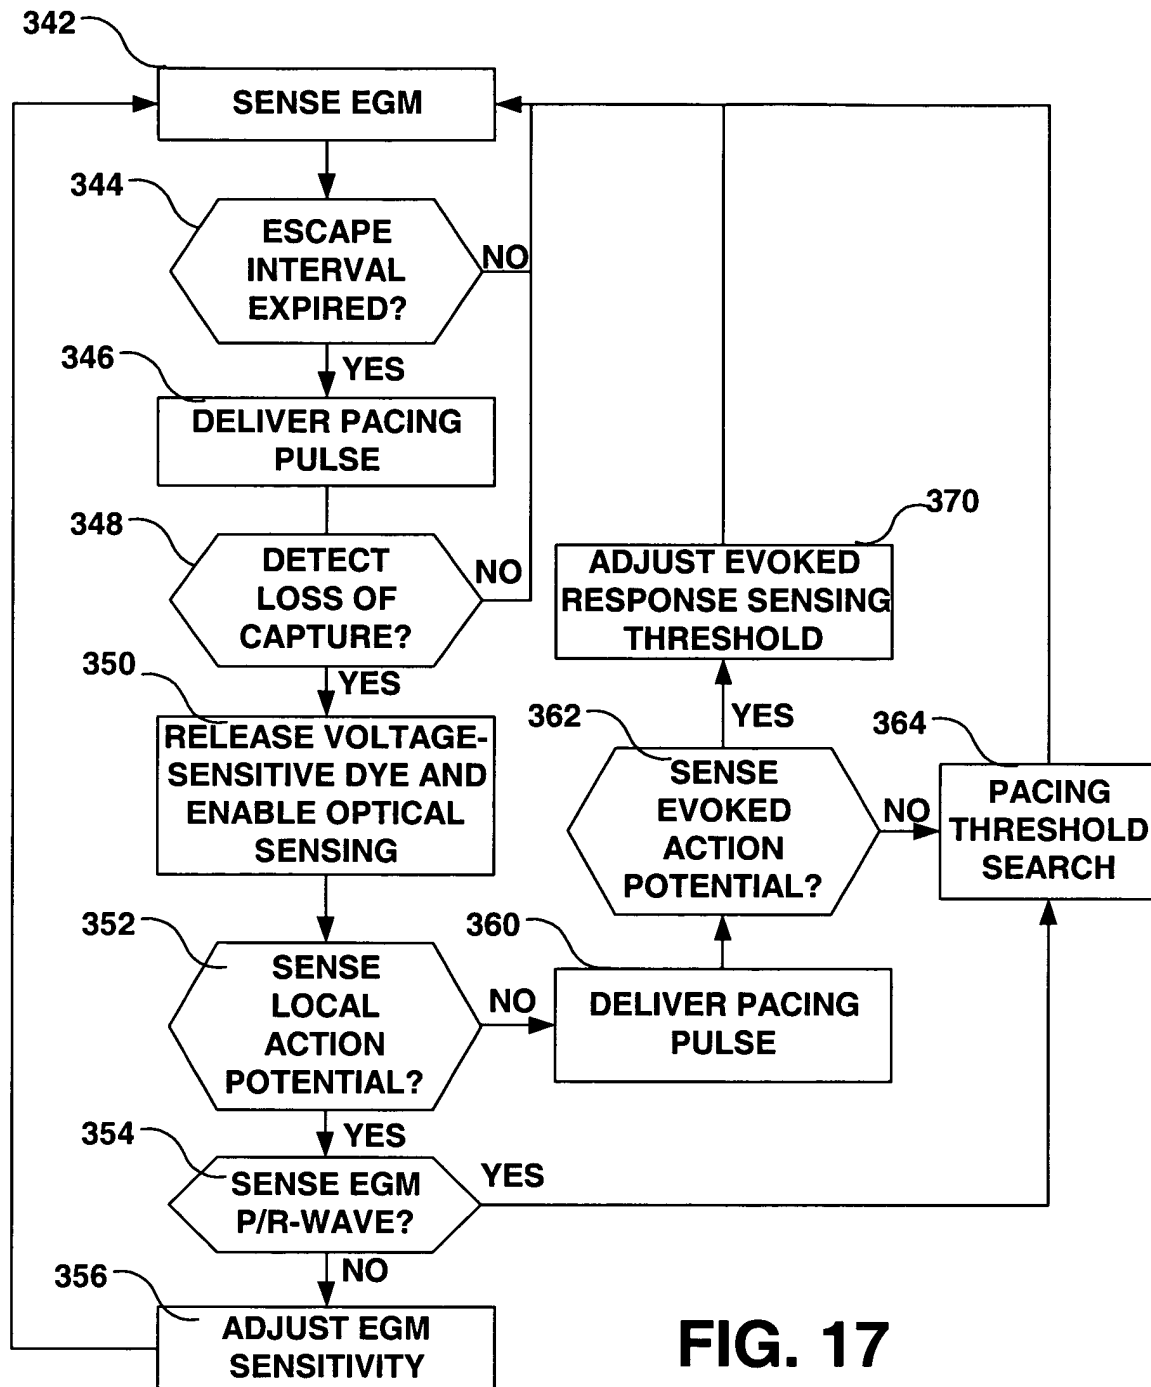 342
SENSE EGM
344
ESCAPE
INTERVAL
EXPIRED?
NO
YES
346
DELIVER PACING
PULSE
348
DETECT
LOSS OF
CAPTURE?
NO
YES
350
RELEASE VOLTAGE-
SENSITIVE DYE AND
ENABLE OPTICAL
SENSING
352
SENSE
LOCAL
ACTION
POTENTIAL?
NO
YES
354
SENSE EGM
P/R-WAVE?
YES
NO
356
ADJUST EGM
SENSITIVITY
360
DELIVER PACING
PULSE
362
SENSE
EVOKED
ACTION
POTENTIAL?
YES
NO
370
ADJUST EVOKED
RESPONSE SENSING
THRESHOLD
364
PACING
THRESHOLD
SEARCH
FIG. 17